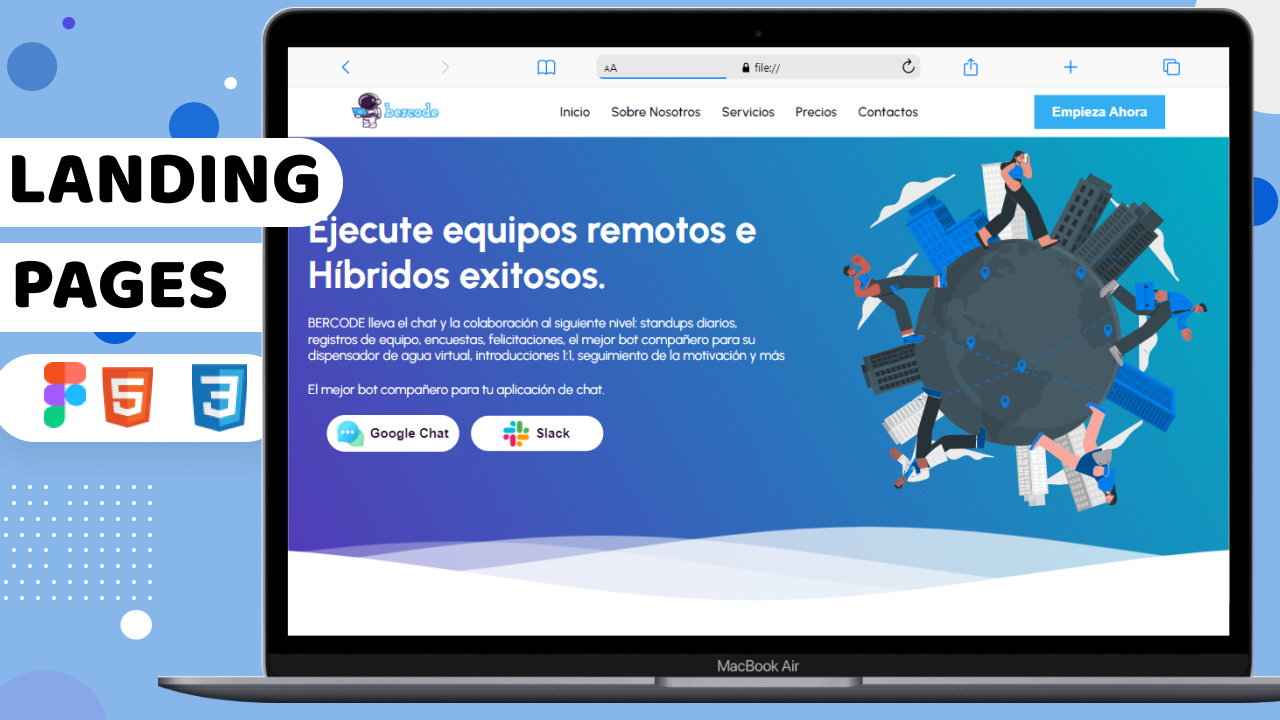 AA file://
bercode
Inicio Sobre Nosotros Servicios Precios Contactos
Empieza Ahora
LANDING
PAGES
Ejecute equipos remotos e
Híbridos exitosos.
BERCODE lleva el chat y la colaboración al siguiente nivel: standups diarios,
registros de equipo, encuestas, felicitaciones, el mejor bot compañero para su
dispensador de agua virtual, introducciones 1:1, seguimiento de la motivación y más
El mejor bot compañero para tu aplicación de chat.
Google Chat
Slack
5
3
MacBook Air